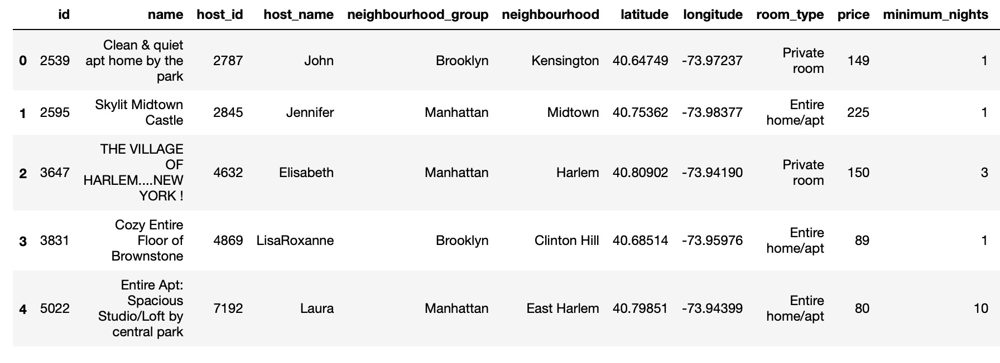 id name host_id host_name neighbourhood_group neighbourhood latitude longitude room_type price minimum_nights
Clean & quiet
0 2539 apt home by the 2787 John Brooklyn Kensington 40.64749 -73.97237 Private 149 1
park room
1 2595 Skylit Midtown 2845 Jennifer Manhattan Midtown 40.75362 -73.98377 Entire 225 1
Castle home/apt
THE VILLAGE
OF
2 3647 HARLEM....NEW 4632 Elisabeth Manhattan Harlem 40.80902 -73.94190 Private 150 3
YORK ! room
Cozy Entire
3 3831 Floor of 4869 LisaRoxanne Brooklyn Clinton Hill 40.68514 -73.95976 Entire 89 1
Brownstone home/apt
Entire Apt:
4 5022 Spacious 7192 Laura Manhattan East Harlem 40.79851 -73.94399 Entire 80 10
Studio/Loft by home/apt
central park